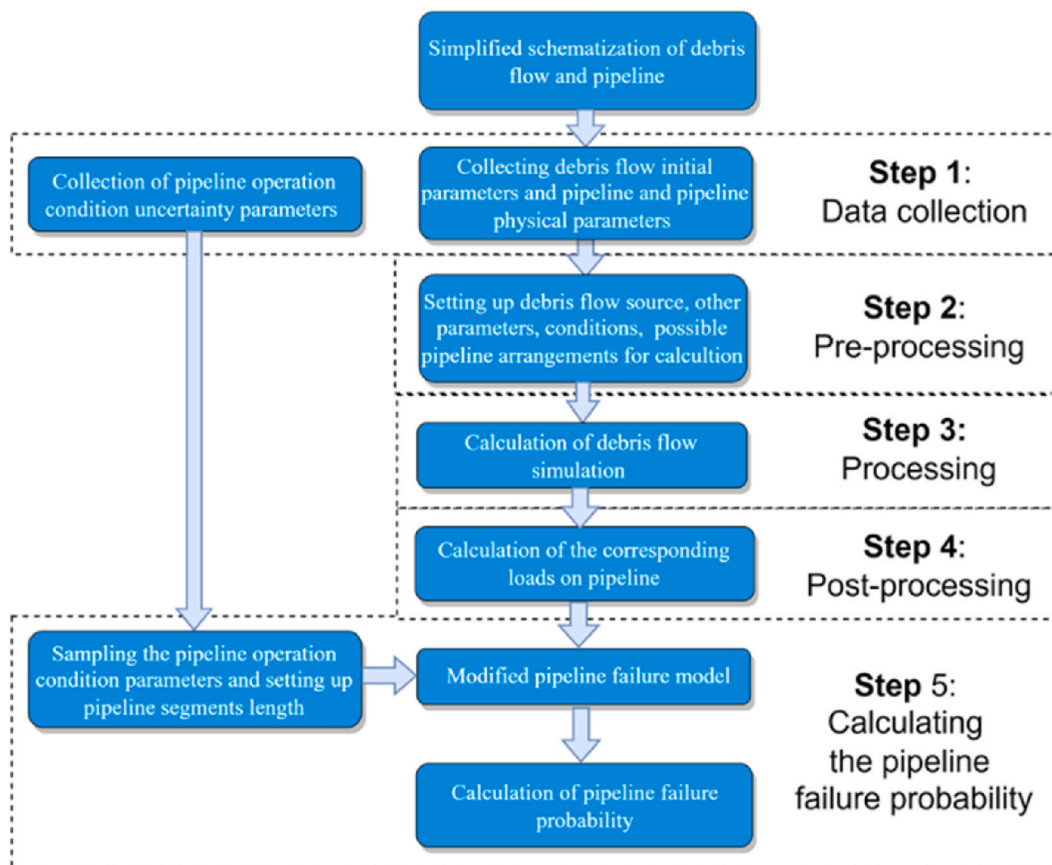 Simplified schematization of debris
flow and pipeline
Collection of pipeline operation
condition uncertainty parameters
Collecting debris flow initial
parameters and pipeline and pipeline
physical parameters
Step 1:
Data collection
Setting up debris flow source, other
parameters, conditions, possible
pipeline arrangements for calcultion
Step 2:
Pre-processing
Calculation of debris flow
simulation
Step 3:
Processing
Calculation of the corresponding
loads on pipeline
Step 4:
Post-processing
Sampling the pipeline operation
condition parameters and setting up
pipeline segments length
Modified pipeline failure model
Calculation of pipeline failure
probability
Step 5:
Calculating
the pipeline
failure probability